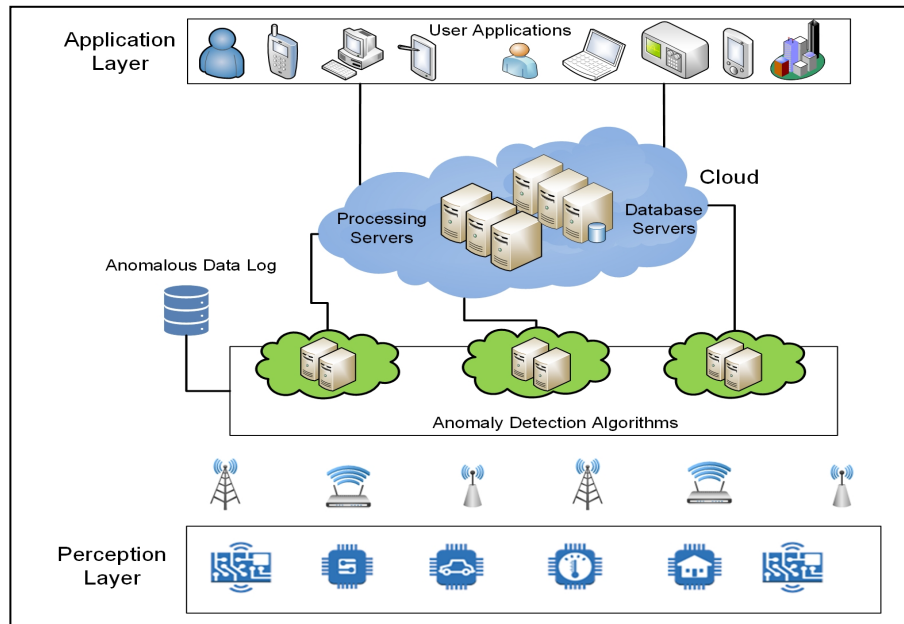 Application
Layer
User Applications
Cloud
Processing
Servers
Database
Servers
Anomalous Data Log
Anomaly Detection Algorithms
Perception
Layer